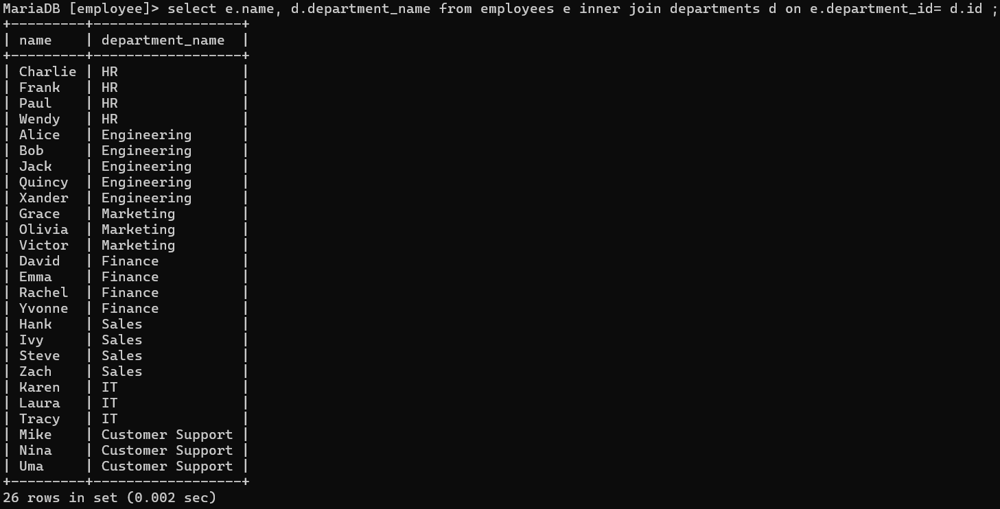 MariaDB [employee]> select e.name, d.department_name from employees e inner join departments d on e.department_id= d.id ;
+---------+------------------+
| name    | department_name  |
+---------+------------------+
| Charlie | HR               |
| Frank   | HR               |
| Paul    | HR               |
| Wendy   | HR               |
| Alice   | Engineering      |
| Bob     | Engineering      |
| Jack    | Engineering      |
| Quincy  | Engineering      |
| Xander  | Engineering      |
| Grace   | Marketing        |
| Olivia  | Marketing        |
| Victor  | Marketing        |
| David   | Finance          |
| Emma    | Finance          |
| Rachel  | Finance          |
| Yvonne  | Finance          |
| Hank    | Sales            |
| Ivy     | Sales            |
| Steve   | Sales            |
| Zach    | Sales            |
| Karen   | IT               |
| Laura   | IT               |
| Tracy   | IT               |
| Mike    | Customer Support |
| Nina    | Customer Support |
| Uma     | Customer Support |
+---------+------------------+
26 rows in set (0.002 sec)